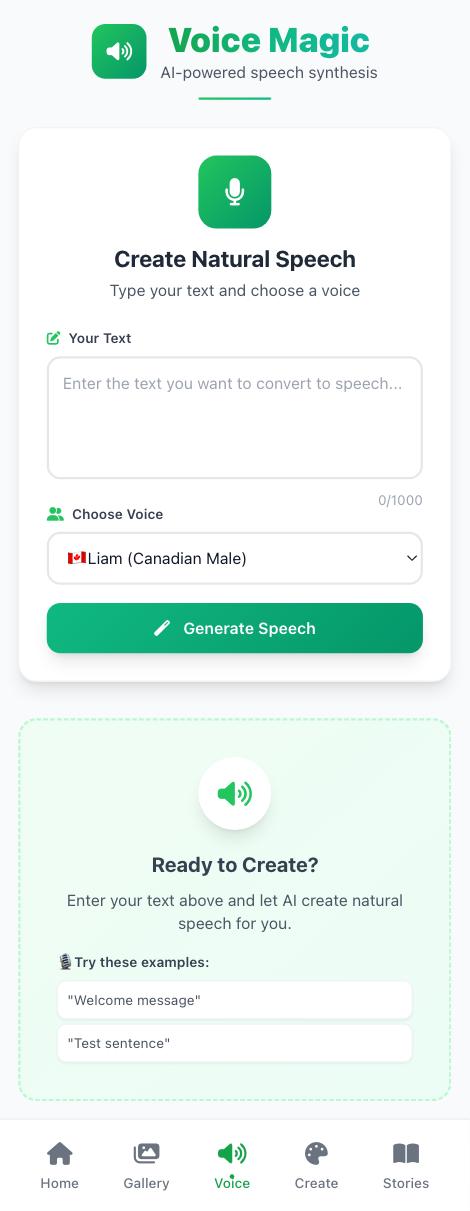 Voice Magic
AI-powered speech synthesis
Create Natural Speech
Type your text and choose a voice
Your Text
Enter the text you want to convert to speech...
0/1000
Choose Voice
🇨🇦Liam (Canadian Male)
Generate Speech
Ready to Create?
Enter your text above and let AI create natural
speech for you.
🎙️Try these examples:
"Welcome message"
"Test sentence"
Home Gallery Voice Create Stories